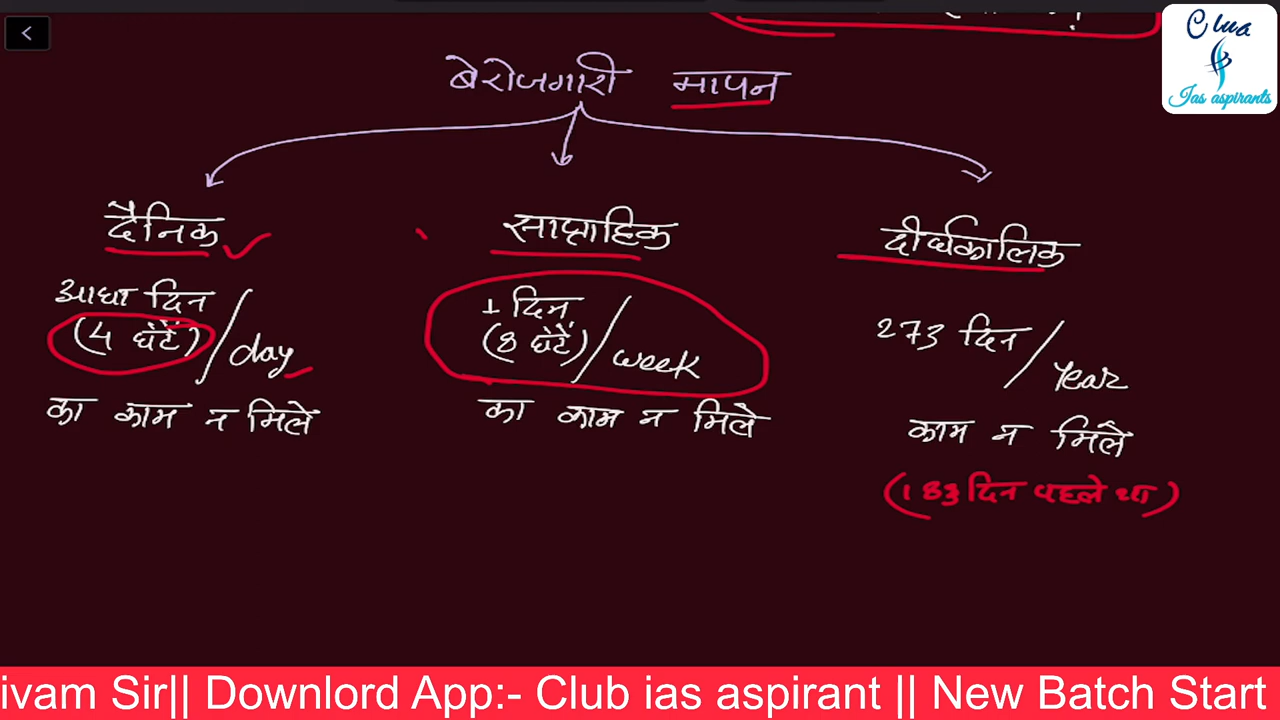 Club
Ias aspirants
बेरोजगारी मापन
दैनिक
आधा दिन
(4 घंटें) / day
का काम न मिले
साप्ताहिक
1 दिन
(8 घंटें) / week
का काम न मिले
दीर्घकालिक
273 दिन / Year
काम न मिले
(183 दिन पहले था)
ivam Sir|| Downlord App:- Club ias aspirant || New Batch Start